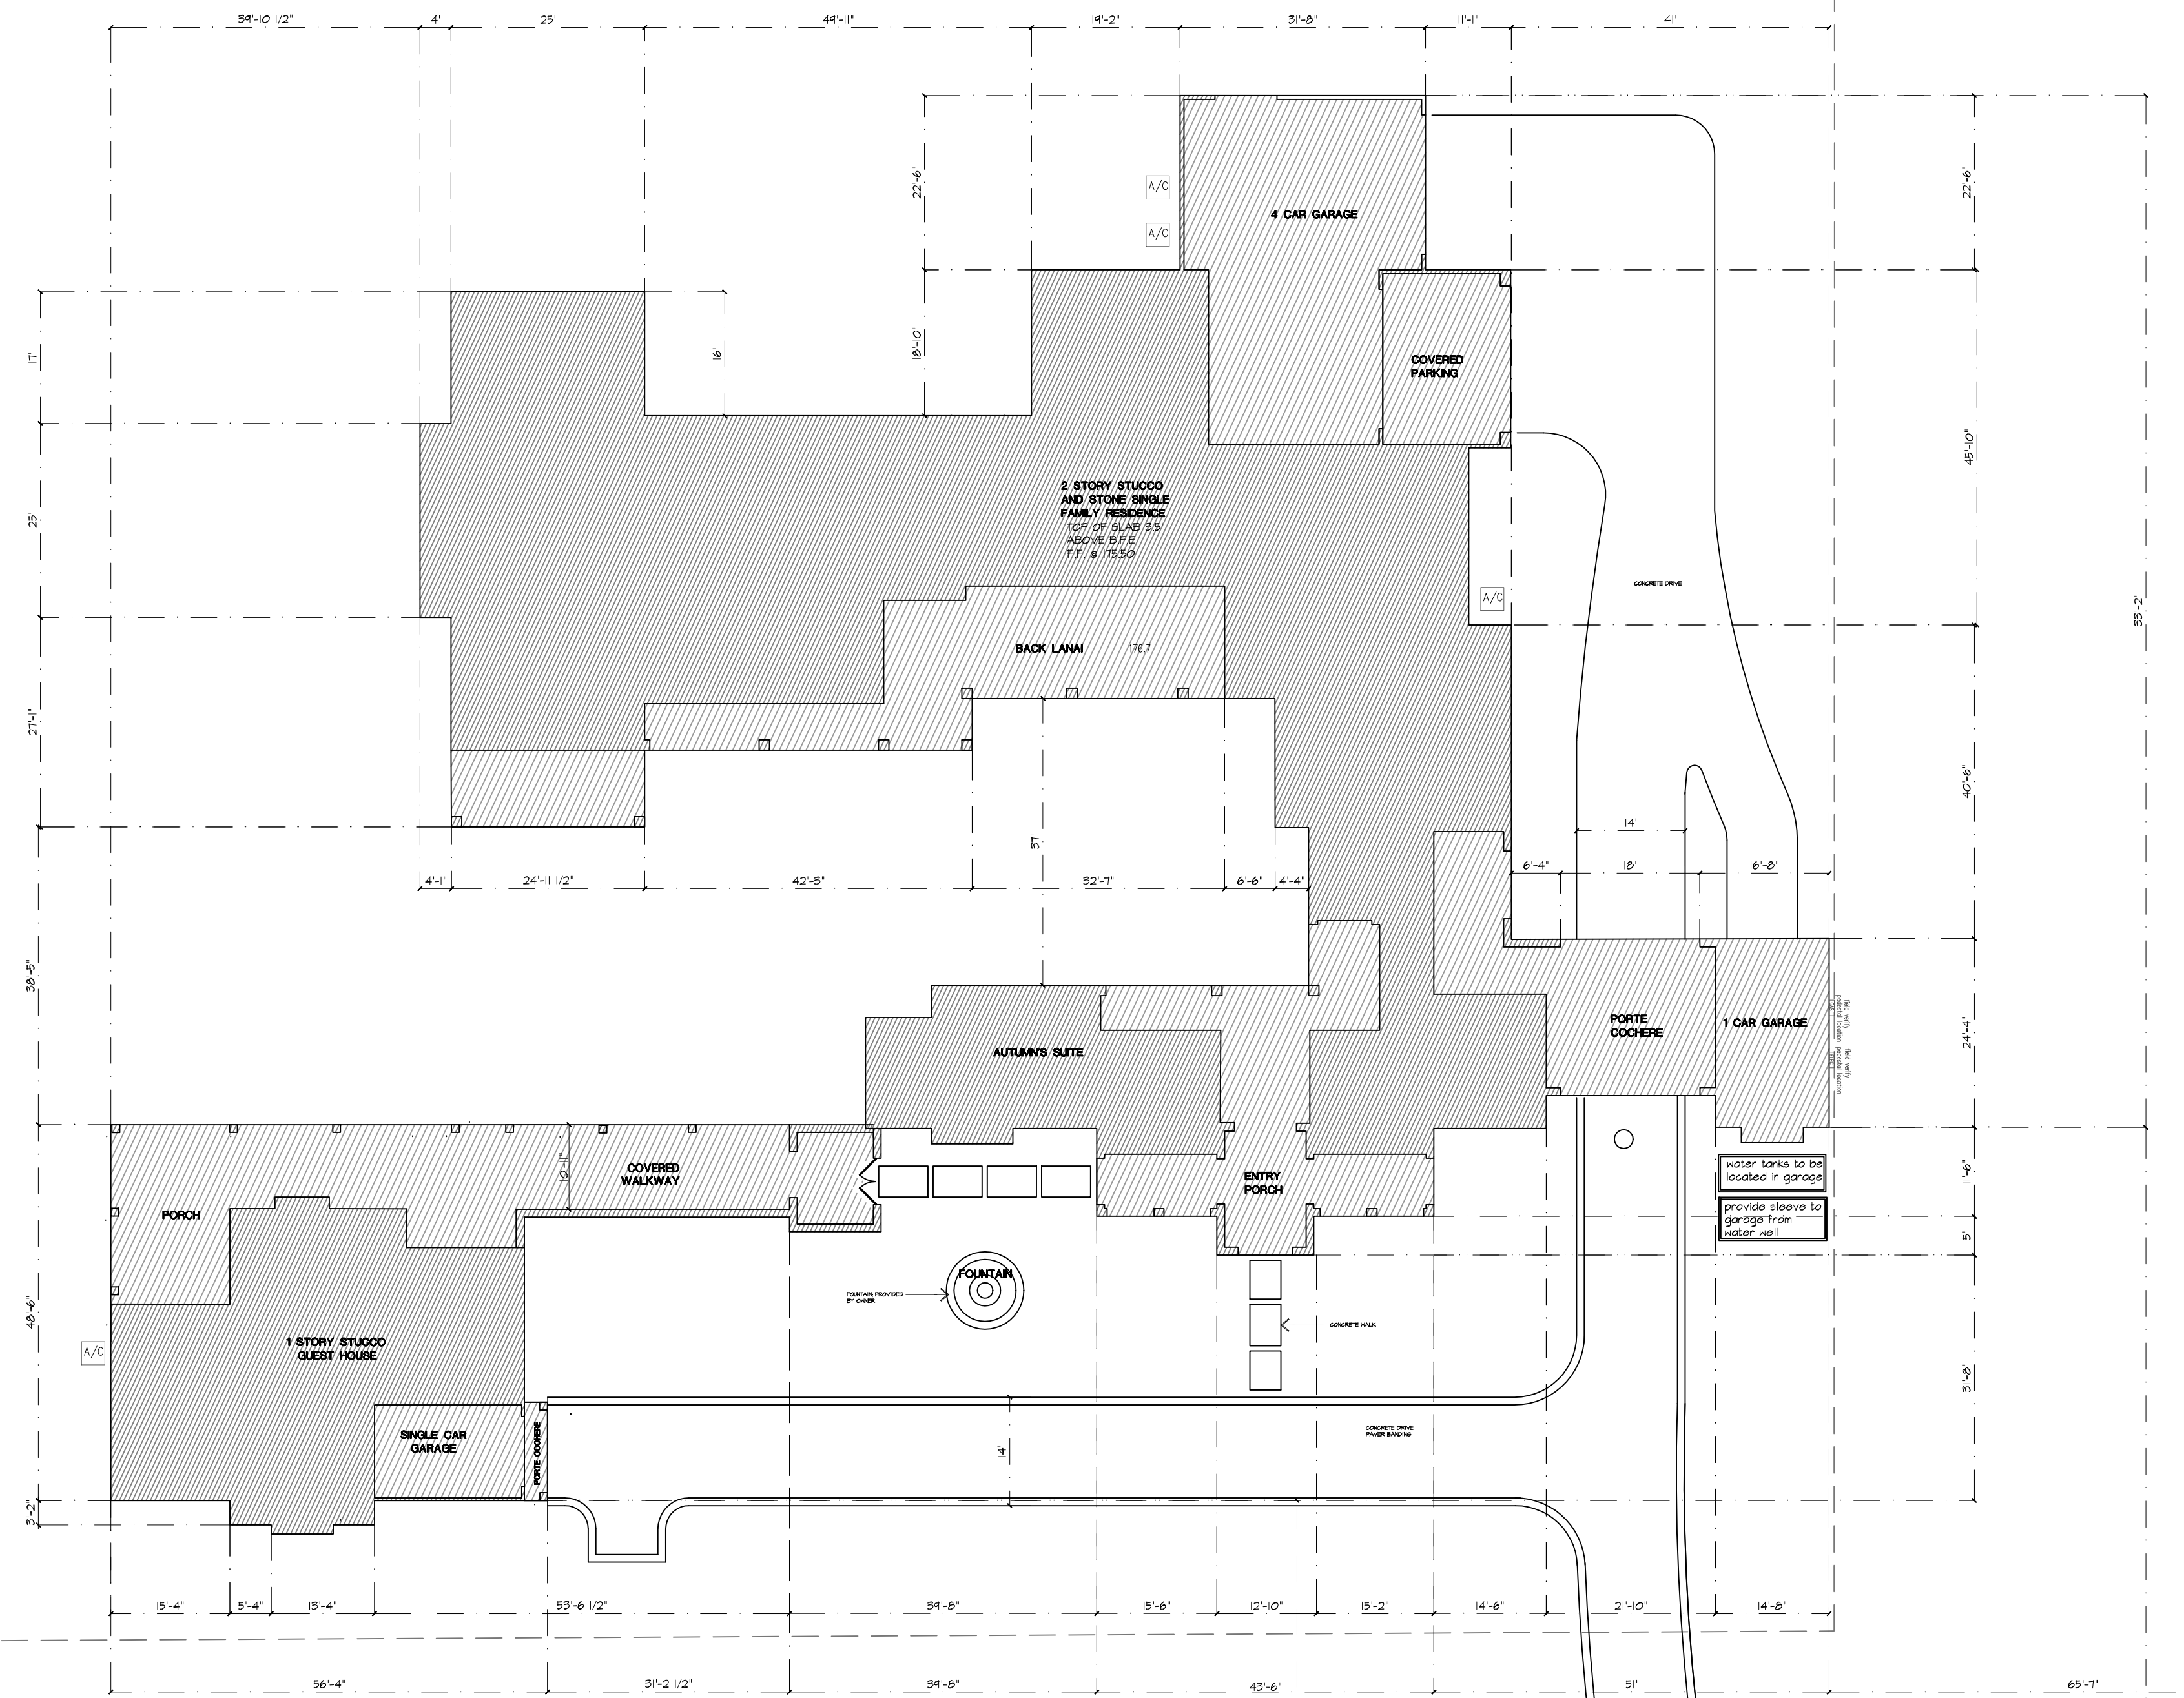 39'-10 1/2"
4'
25'
49'-11"
19'-2"
31'-8"
11'-1"
41'
22'-6"
A/C
A/C
4 CAR GARAGE
22'-6"
17'
16'
18'-10"
COVERED
PARKING
45'-10"
25'
2 STORY STUCCO
AND STONE SINGLE
FAMILY RESIDENCE
TOP OF SLAB 3.5'
ABOVE B.F.E
F.F. @ 175.50
A/C
CONCRETE DRIVE
133'-2"
27'-1"
BACK LANAI
176.7
40'-6"
37'
14'
4'-1"
24'-11 1/2"
42'-3"
32'-7"
6'-6"
4'-4"
6'-4"
18'
16'-8"
38'-5"
AUTUMN'S SUITE
PORTE
COCHERE
1 CAR GARAGE
field verify
pedestal location
field verify
pedestal location
24'-4"
10'-11"
COVERED
WALKWAY
PORCH
ENTRY
PORCH
water tanks to be
located in garage
11'-6"
provide sleeve to
garage from
water well
5'
FOUNTAIN
FOUNTAIN, PROVIDED
BY OWNER
CONCRETE WALK
48'-6"
A/C
1 STORY STUCCO
GUEST HOUSE
31'-8"
SINGLE CAR
GARAGE
PORTE COCHERE
14'
CONCRETE DRIVE
PAVER BANDING
3'-2"
15'-4"
5'-4"
13'-4"
53'-6 1/2"
39'-8"
15'-6"
12'-10"
15'-2"
14'-6"
21'-10"
14'-8"
56'-4"
31'-2 1/2"
39'-8"
43'-6"
51'
65'-7"